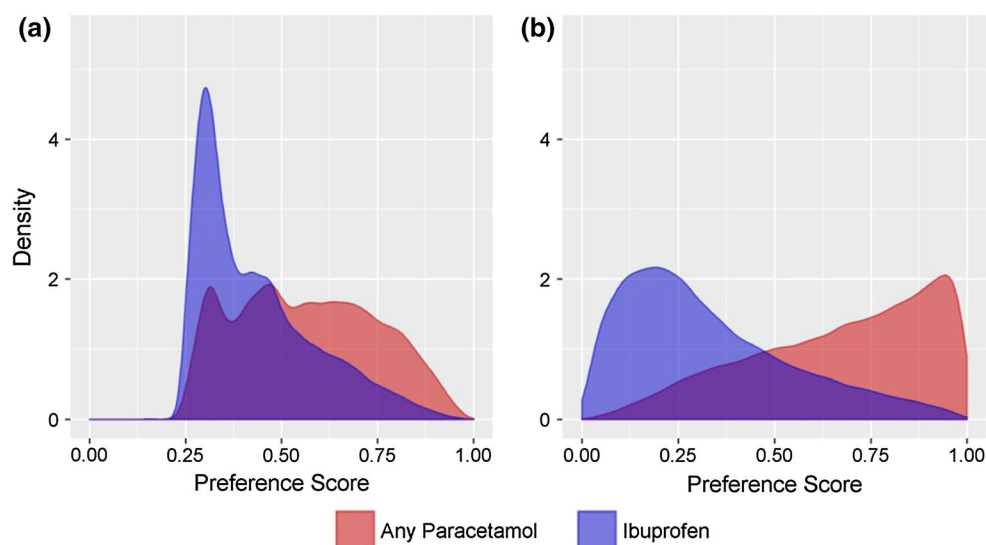 (a)
(b)
Density
4
2
0
0.00 0.25 0.50 0.75 1.00
Preference Score
4
2
0
0.00 0.25 0.50 0.75 1.00
Preference Score
Any Paracetamol Ibuprofen